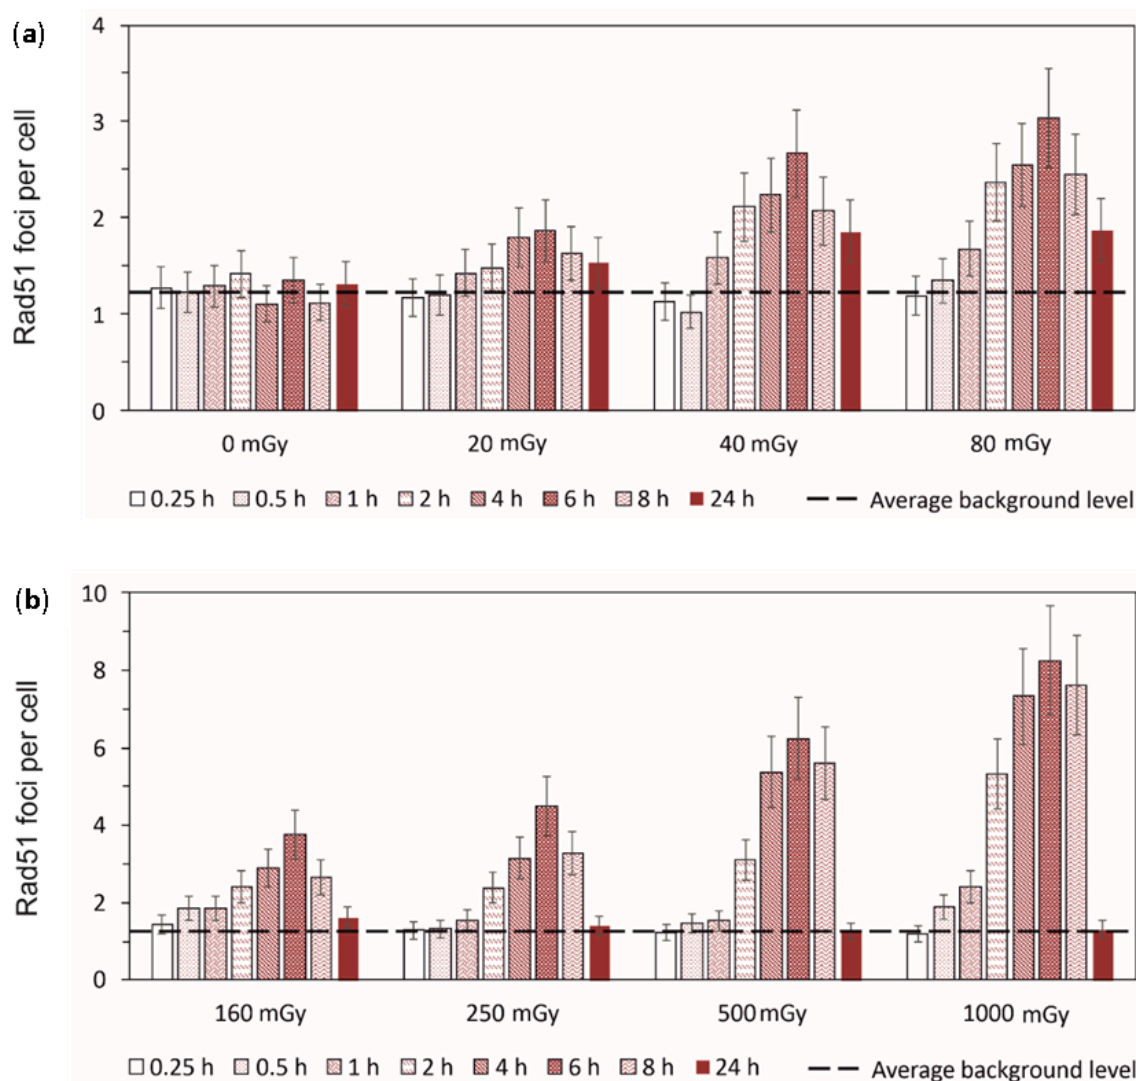 (a)
Rad51 foci per cell
4
3
2
1
0
0 mGy 20 mGy 40 mGy 80 mGy
0.25 h 0.5 h 1 h 2 h 4 h 6 h 8 h 24 h Average background level
(b)
Rad51 foci per cell
10
8
6
4
2
0
160 mGy 250 mGy 500 mGy 1000 mGy
0.25 h 0.5 h 1 h 2 h 4 h 6 h 8 h 24 h Average background level